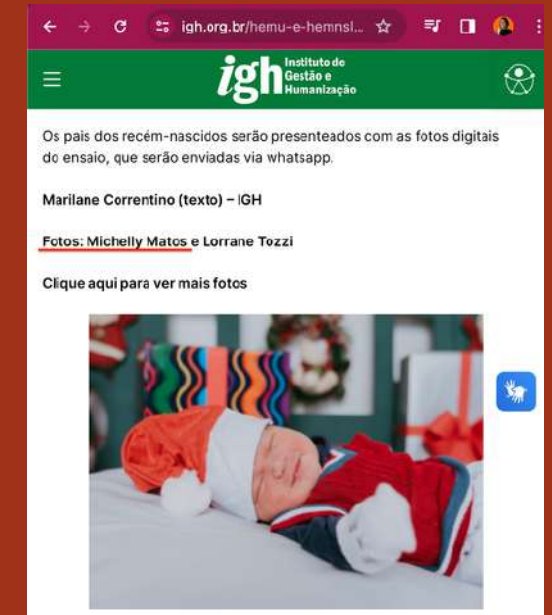 igh.org.br/hemu-e-hemnsl...
igh Instituto de
Gestão e
Humanização
Os pais dos recém-nascidos serão presenteados com as fotos digitais
do ensaio, que serão enviadas via whatsapp.
Marilane Correntino (texto) – IGH
Fotos: Michelly Matos e Lorrane Tozzi
Clique aqui para ver mais fotos